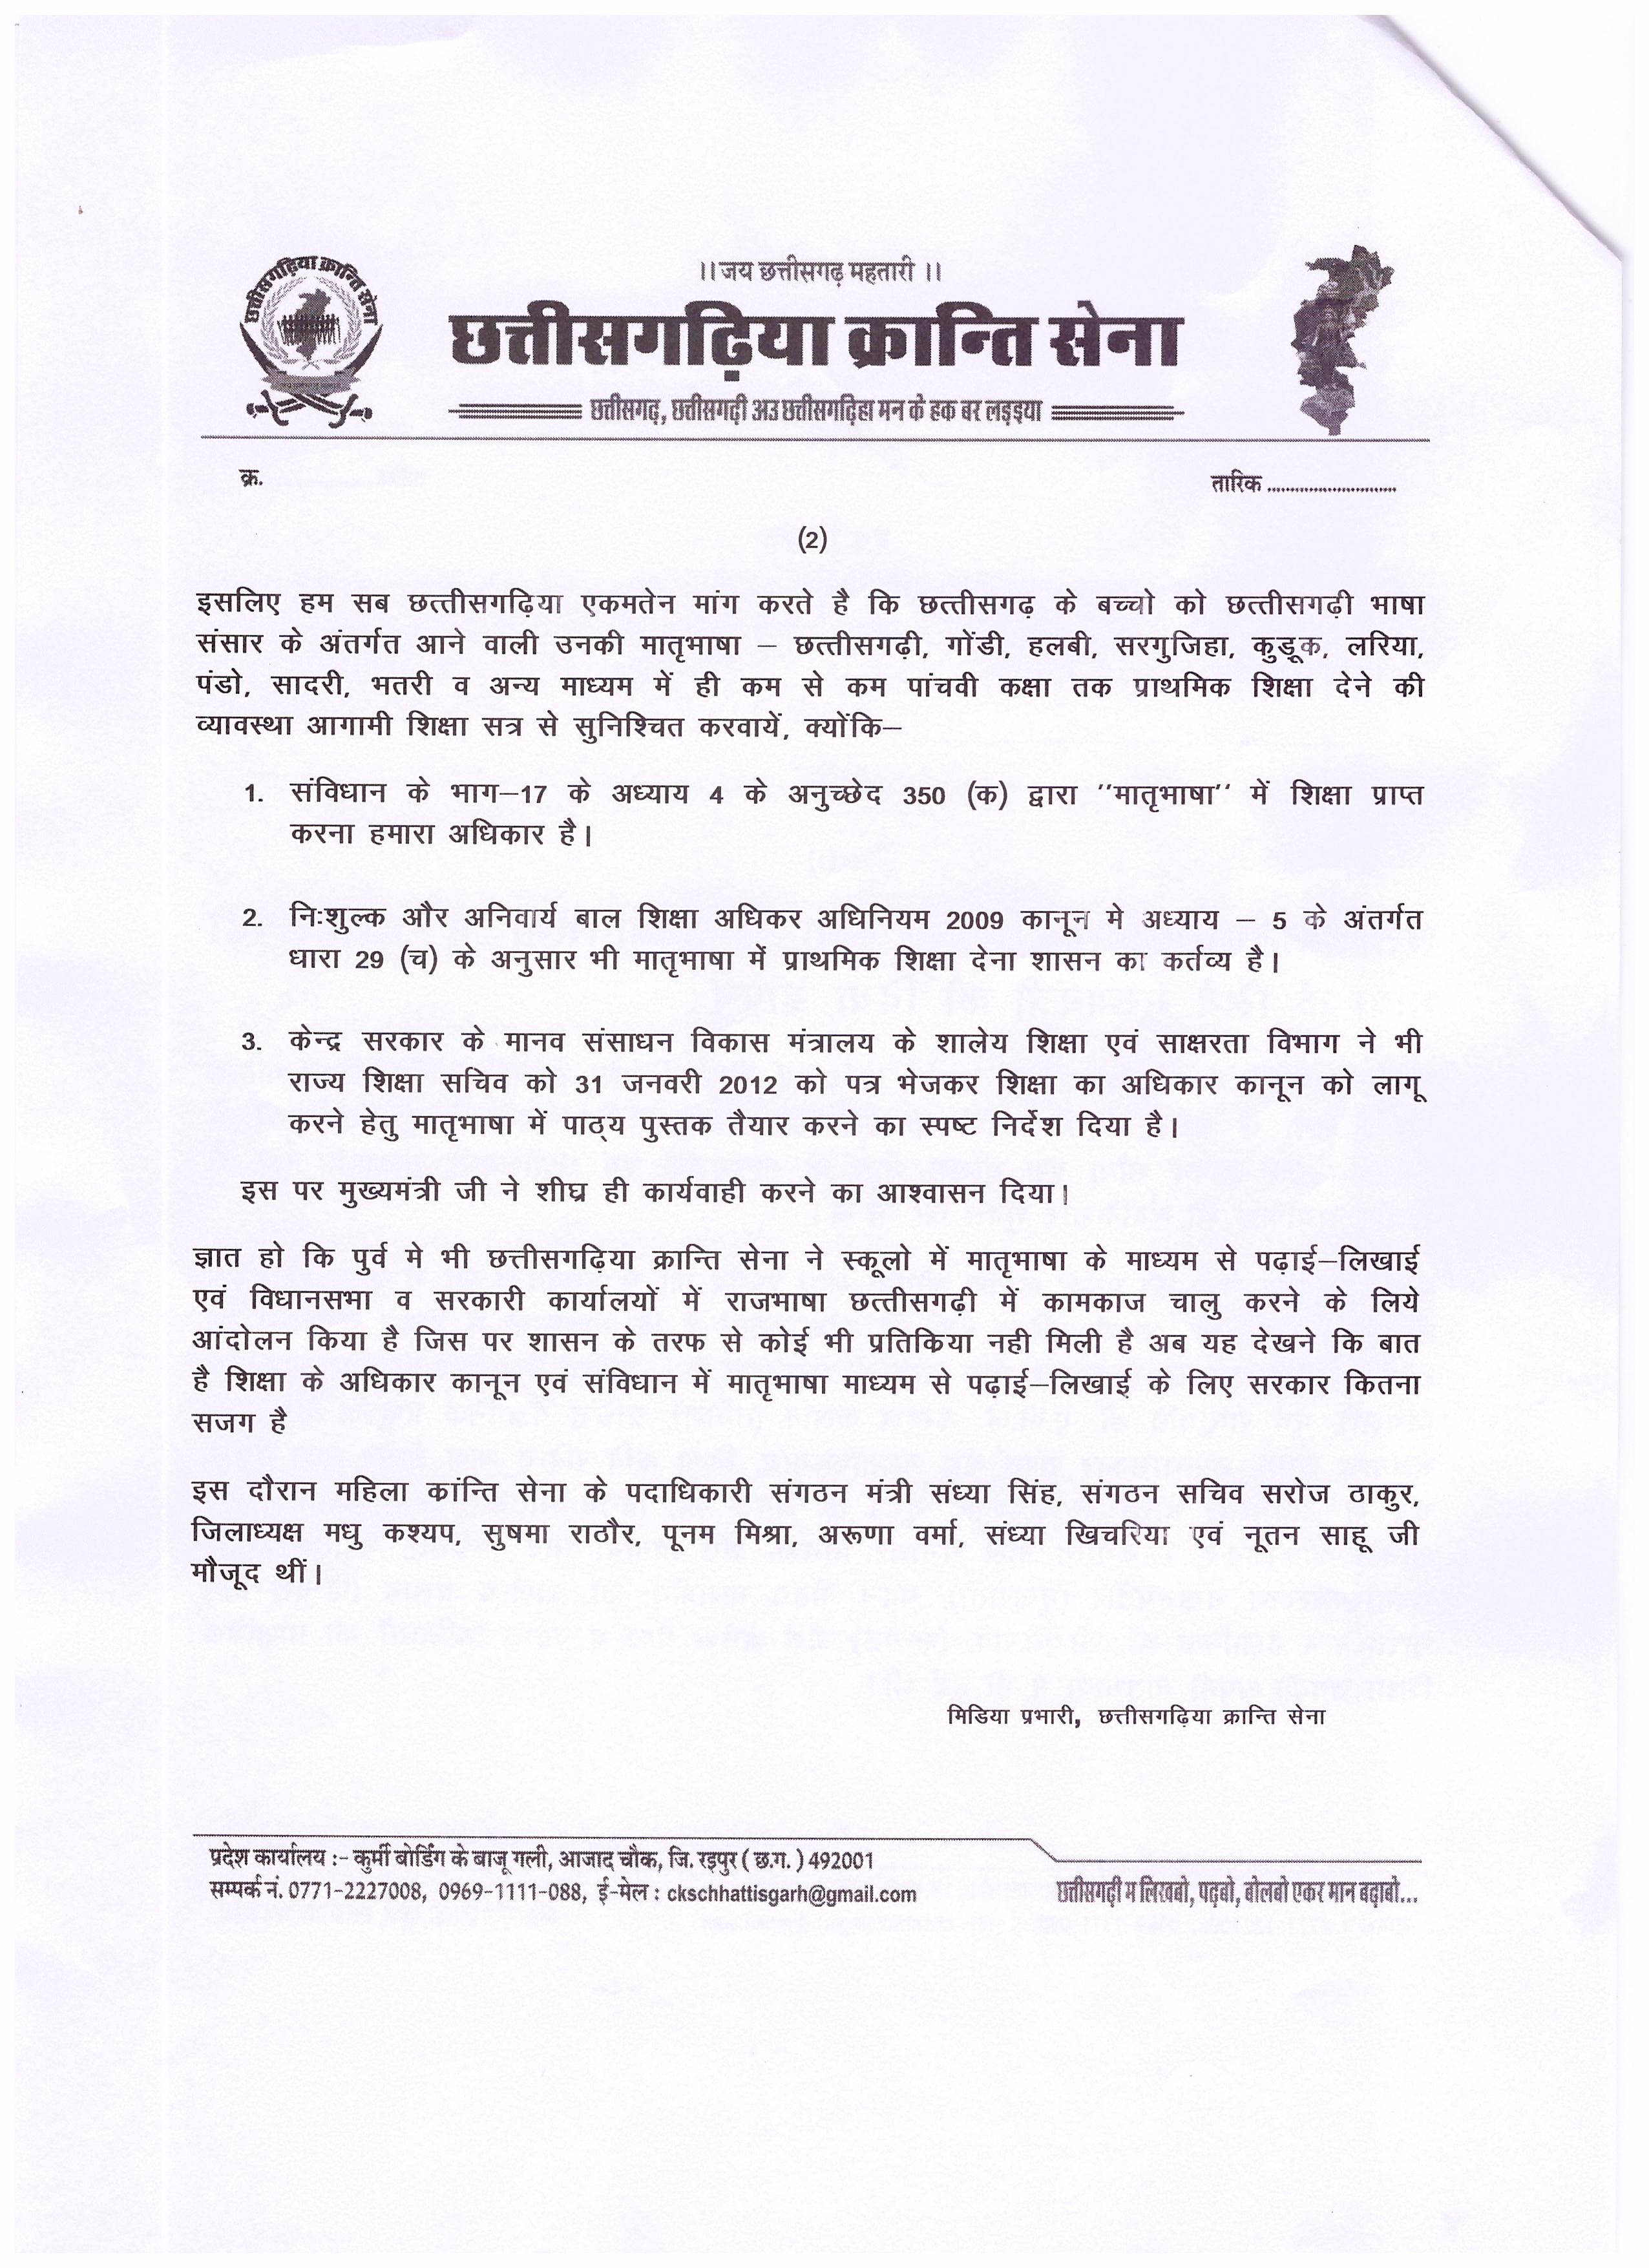 छत्तीसगढ़िया क्रान्ति सेना
।। जय छत्तीसगढ़ महतारी ।।
छत्तीसगढ़िया क्रान्ति सेना
छत्तीसगढ़, छत्तीसगढ़ी अउ छत्तीसगढ़िहा मन के हक बर लड़इया
क्र.
तारिक ............................
(2)
इसलिए हम सब छत्तीसगढ़िया एकमतेन मांग करते है कि छत्तीसगढ़ के बच्चो को छत्तीसगढ़ी भाषा
संसार के अंतर्गत आने वाली उनकी मातृभाषा – छत्तीसगढ़ी, गोंडी, हलबी, सरगुजिहा, कुड़ूक, लरिया,
पंडो, सादरी, भतरी व अन्य माध्यम में ही कम से कम पांचवी कक्षा तक प्राथमिक शिक्षा देने की
व्यावस्था आगामी शिक्षा सत्र से सुनिश्चित करवायें, क्योंकि–
1. संविधान के भाग–17 के अध्याय 4 के अनुच्छेद 350 (क) द्वारा ''मातृभाषा'' में शिक्षा प्राप्त
करना हमारा अधिकार है।
2. निःशुल्क और अनिवार्य बाल शिक्षा अधिकर अधिनियम 2009 कानून मे अध्याय – 5 के अंतर्गत
धारा 29 (च) के अनुसार भी मातृभाषा में प्राथमिक शिक्षा देना शासन का कर्तव्य है।
3. केन्द्र सरकार के मानव संसाधन विकास मंत्रालय के शालेय शिक्षा एवं साक्षरता विभाग ने भी
राज्य शिक्षा सचिव को 31 जनवरी 2012 को पत्र भेजकर शिक्षा का अधिकार कानून को लागू
करने हेतु मातृभाषा में पाठ्य पुस्तक तैयार करने का स्पष्ट निर्देश दिया है।
इस पर मुख्यमंत्री जी ने शीघ्र ही कार्यवाही करने का आश्वासन दिया।
ज्ञात हो कि पुर्व मे भी छत्तीसगढ़िया क्रान्ति सेना ने स्कूलो में मातृभाषा के माध्यम से पढ़ाई–लिखाई
एवं विधानसभा व सरकारी कार्यालयों में राजभाषा छत्तीसगढ़ी में कामकाज चालु करने के लिये
आंदोलन किया है जिस पर शासन के तरफ से कोई भी प्रतिकिया नही मिली है अब यह देखने कि बात
है शिक्षा के अधिकार कानून एवं संविधान में मातृभाषा माध्यम से पढ़ाई–लिखाई के लिए सरकार कितना
सजग है
इस दौरान महिला कांन्ति सेना के पदाधिकारी संगठन मंत्री संध्या सिंह, संगठन सचिव सरोज ठाकुर,
जिलाध्यक्ष मधु कश्यप, सुषमा राठौर, पूनम मिश्रा, अरूणा वर्मा, संध्या खिचरिया एवं नूतन साहू जी
मौजूद थीं।
मिडिया प्रभारी, छत्तीसगढ़िया क्रान्ति सेना
प्रदेश कार्यालय :- कुर्मी बोर्डिंग के बाजू गली, आजाद चौक, जि. रइपुर ( छ.ग. ) 492001
सम्पर्क नं. 0771-2227008, 0969-1111-088, ई-मेल : ckschhattisgarh@gmail.com
छत्तीसगढ़ी म लिखबो, पढ़बो, बोलबो एकर मान बढ़ाबो...